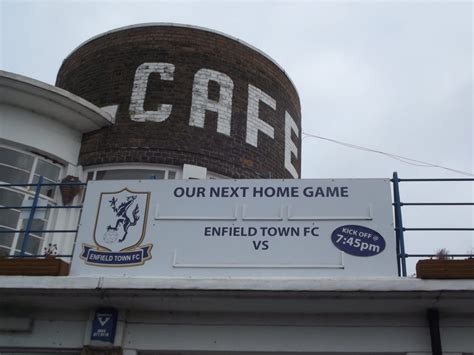 CAFE
OUR NEXT HOME GAME
ENFIELD TOWN FC
VS
KICK OFF @
7:45pm
ENFIELD TOWN FC